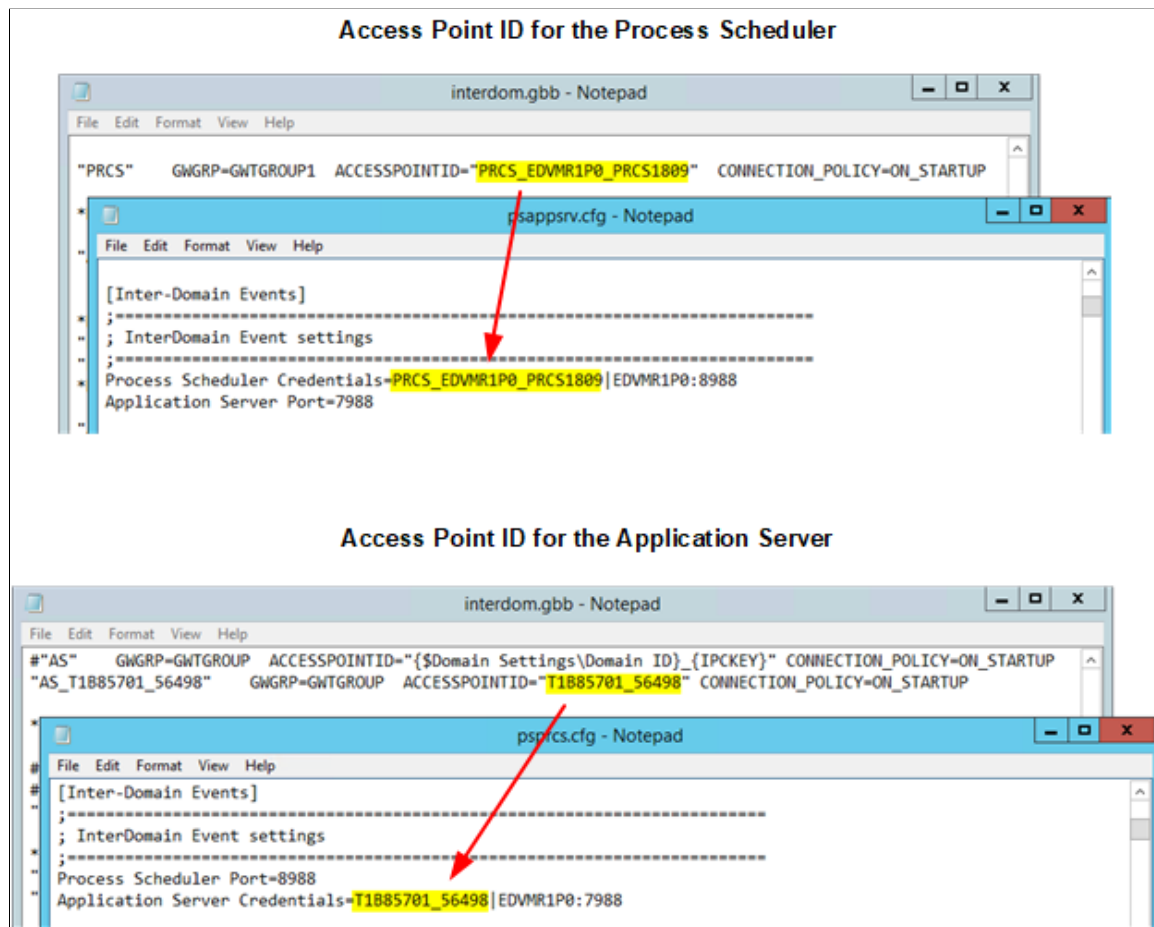 Access Point ID for the Process Scheduler
interdom.gbb - Notepad
File Edit Format View Help
"PRCS" GWGRP=GWTGROUP1 ACCESSPOINTID="PRCS_EDVMR1P0_PRCS1809" CONNECTION_POLICY=ON_STARTUP
*
psappsrv.cfg - Notepad
File Edit Format View Help
[Inter-Domain Events]
;=========================================================================
; InterDomain Event settings
;=========================================================================
Process Scheduler Credentials=PRCS_EDVMR1P0_PRCS1809|EDVMR1P0:8988
Application Server Port=7988
Access Point ID for the Application Server
interdom.gbb - Notepad
File Edit Format View Help
#"AS" GWGRP=GWTGROUP ACCESSPOINTID="{$Domain Settings\Domain ID}_{IPCKEY}" CONNECTION_POLICY=ON_STARTUP
"AS_T1B85701_56498" GWGRP=GWTGROUP ACCESSPOINTID="T1B85701_56498" CONNECTION_POLICY=ON_STARTUP
*
psprcs.cfg - Notepad
File Edit Format View Help
[Inter-Domain Events]
;=========================================================================
; InterDomain Event settings
;=========================================================================
Process Scheduler Port=8988
Application Server Credentials=T1B85701_56498|EDVMR1P0:7988